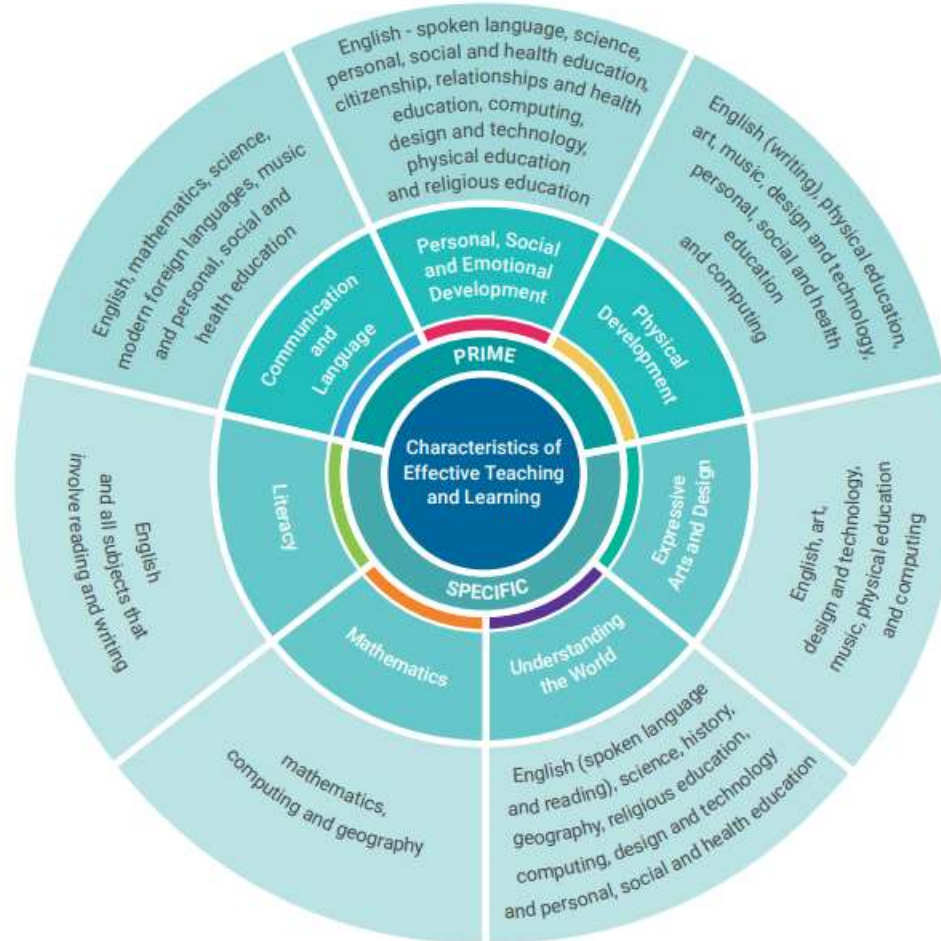 English - spoken language, science,
personal, social and health education,
citizenship, relationships and health
education, computing,
design and technology,
physical education
and religious education
English (writing), physical education,
art, music, design and technology,
personal, social and health
education
and computing
English, art,
design and technology,
music, physical education
and computing
English (spoken language
and reading), science, history,
geography, religious education,
computing, design and technology
and personal, social and health education
mathematics,
computing and geography
English
and all subjects that
involve reading and writing
English, mathematics, science,
modern foreign languages, music
and personal, social and
health education
Personal, Social
and Emotional
Development
Physical
Development
Expressive
Arts and Design
Understanding
the World
Mathematics
Literacy
Communication
and
Language
PRIME
SPECIFIC
Characteristics of
Effective Teaching
and Learning